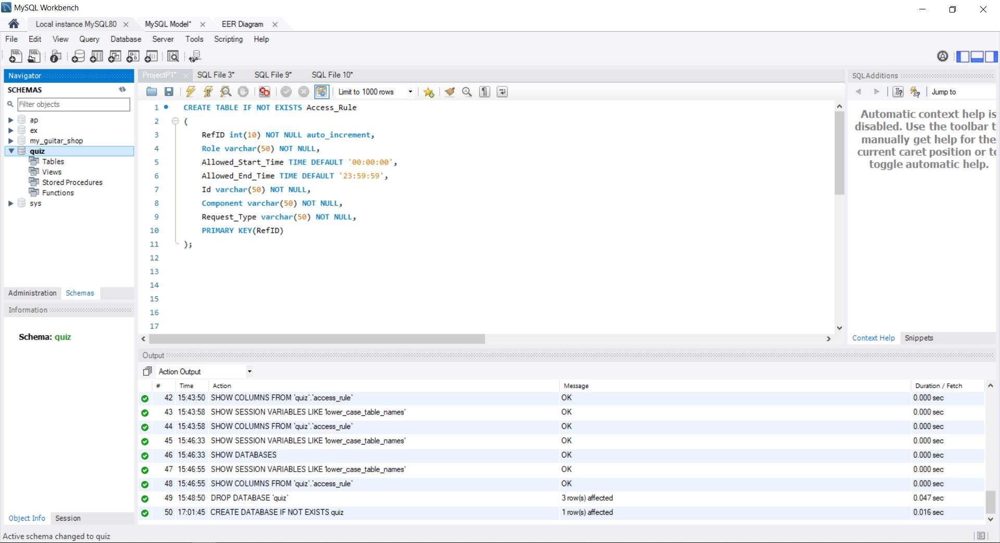 MySQL Workbench
Local instance MySQL80
MySQL Model*
EER Diagram
File Edit View Query Database Server Tools Scripting Help
Navigator
SCHEMAS
Filter objects
ap
ex
my_guitar_shop
quiz
Tables
Views
Stored Procedures
Functions
sys
Administration Schemas
Information
Schema: quiz
Object Info Session
ProjectP1* SQL File 3* SQL File 9* SQL File 10*
Limit to 1000 rows
1 CREATE TABLE IF NOT EXISTS Access_Rule
2 (
3 RefID int(10) NOT NULL auto_increment,
4 Role varchar(50) NOT NULL,
5 Allowed_Start_Time TIME DEFAULT '00:00:00',
6 Allowed_End_Time TIME DEFAULT '23:59:59',
7 Id varchar(50) NOT NULL,
8 Component varchar(50) NOT NULL,
9 Request_Type varchar(50) NOT NULL,
10 PRIMARY KEY(RefID)
11 );
12
13
14
15
16
17
SQLAdditions
Jump to
Automatic context help is
disabled. Use the toolbar t
manually get help for the
current caret position or to
toggle automatic help.
Context Help Snippets
Output
Action Output
# Time Action Message Duration / Fetch
42 15:43:50 SHOW COLUMNS FROM `quiz`.`access_rule` OK 0.000 sec
43 15:43:58 SHOW SESSION VARIABLES LIKE 'lower_case_table_names' OK 0.000 sec
44 15:43:58 SHOW COLUMNS FROM `quiz`.`access_rule` OK 0.000 sec
45 15:46:33 SHOW SESSION VARIABLES LIKE 'lower_case_table_names' OK 0.000 sec
46 15:46:33 SHOW DATABASES OK 0.000 sec
47 15:46:55 SHOW SESSION VARIABLES LIKE 'lower_case_table_names' OK 0.000 sec
48 15:46:55 SHOW COLUMNS FROM `quiz`.`access_rule` OK 0.000 sec
49 15:48:50 DROP DATABASE `quiz` 3 row(s) affected 0.047 sec
50 17:01:45 CREATE DATABASE IF NOT EXISTS quiz 1 row(s) affected 0.016 sec
Active schema changed to quiz